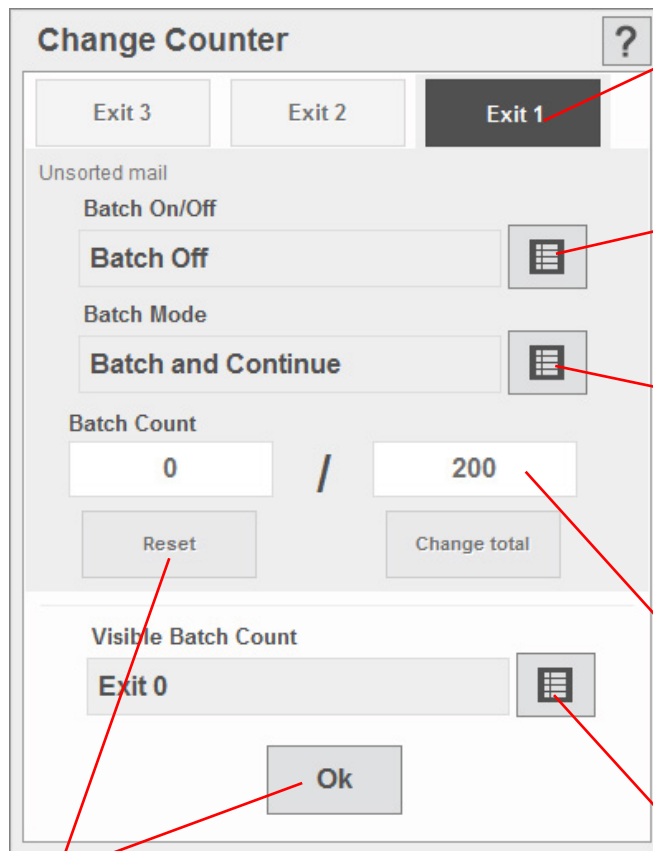 Change Counter
?
Exit 3 Exit 2 Exit 1
Unsorted mail
Batch On/Off
Batch Off
Batch Mode
Batch and Continue
Batch Count
0 / 200
Reset Change total
Visible Batch Count
Exit 0
Ok